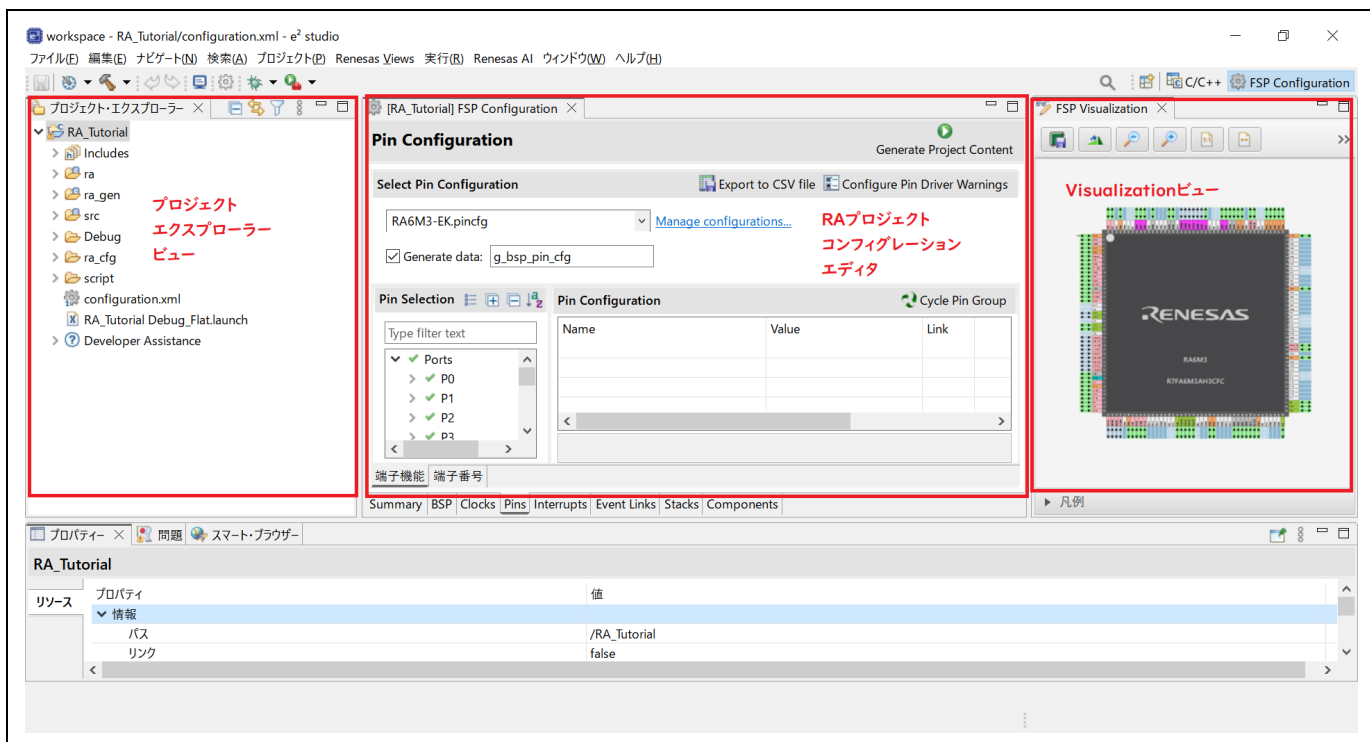 workspace - RA_Tutorial/configuration.xml - e² studio
ファイル(F) 編集(E) ナビゲート(N) 検索(A) プロジェクト(P) Renesas Views 実行(R) Renesas AI ウィンドウ(W) ヘルプ(H)
C/C++ FSP Configuration
プロジェクト・エクスプローラー
RA_Tutorial
Includes
ra
ra_gen
src
Debug
ra_cfg
script
configuration.xml
RA_Tutorial Debug_Flat.launch
Developer Assistance
プロジェクト
エクスプローラー
ビュー
[RA_Tutorial] FSP Configuration
Pin Configuration
Generate Project Content
Select Pin Configuration
Export to CSV file Configure Pin Driver Warnings
RA6M3-EK.pincfg
Manage configurations...
Generate data: g_bsp_pin_cfg
RAプロジェクト
コンフィグレーション
エディタ
Pin Selection
Type filter text
Ports
P0
P1
P2
P3
Pin Configuration
Cycle Pin Group
Name Value Link
端子機能 端子番号
Summary BSP Clocks Pins Interrupts Event Links Stacks Components
FSP Visualization
Visualizationビュー
RENESAS
RA6M3
R7FA6M3AH3CFC
凡例
プロパティー 問題 スマート・ブラウザー
RA_Tutorial
リソース
プロパティ 値
情報
パス /RA_Tutorial
リンク false